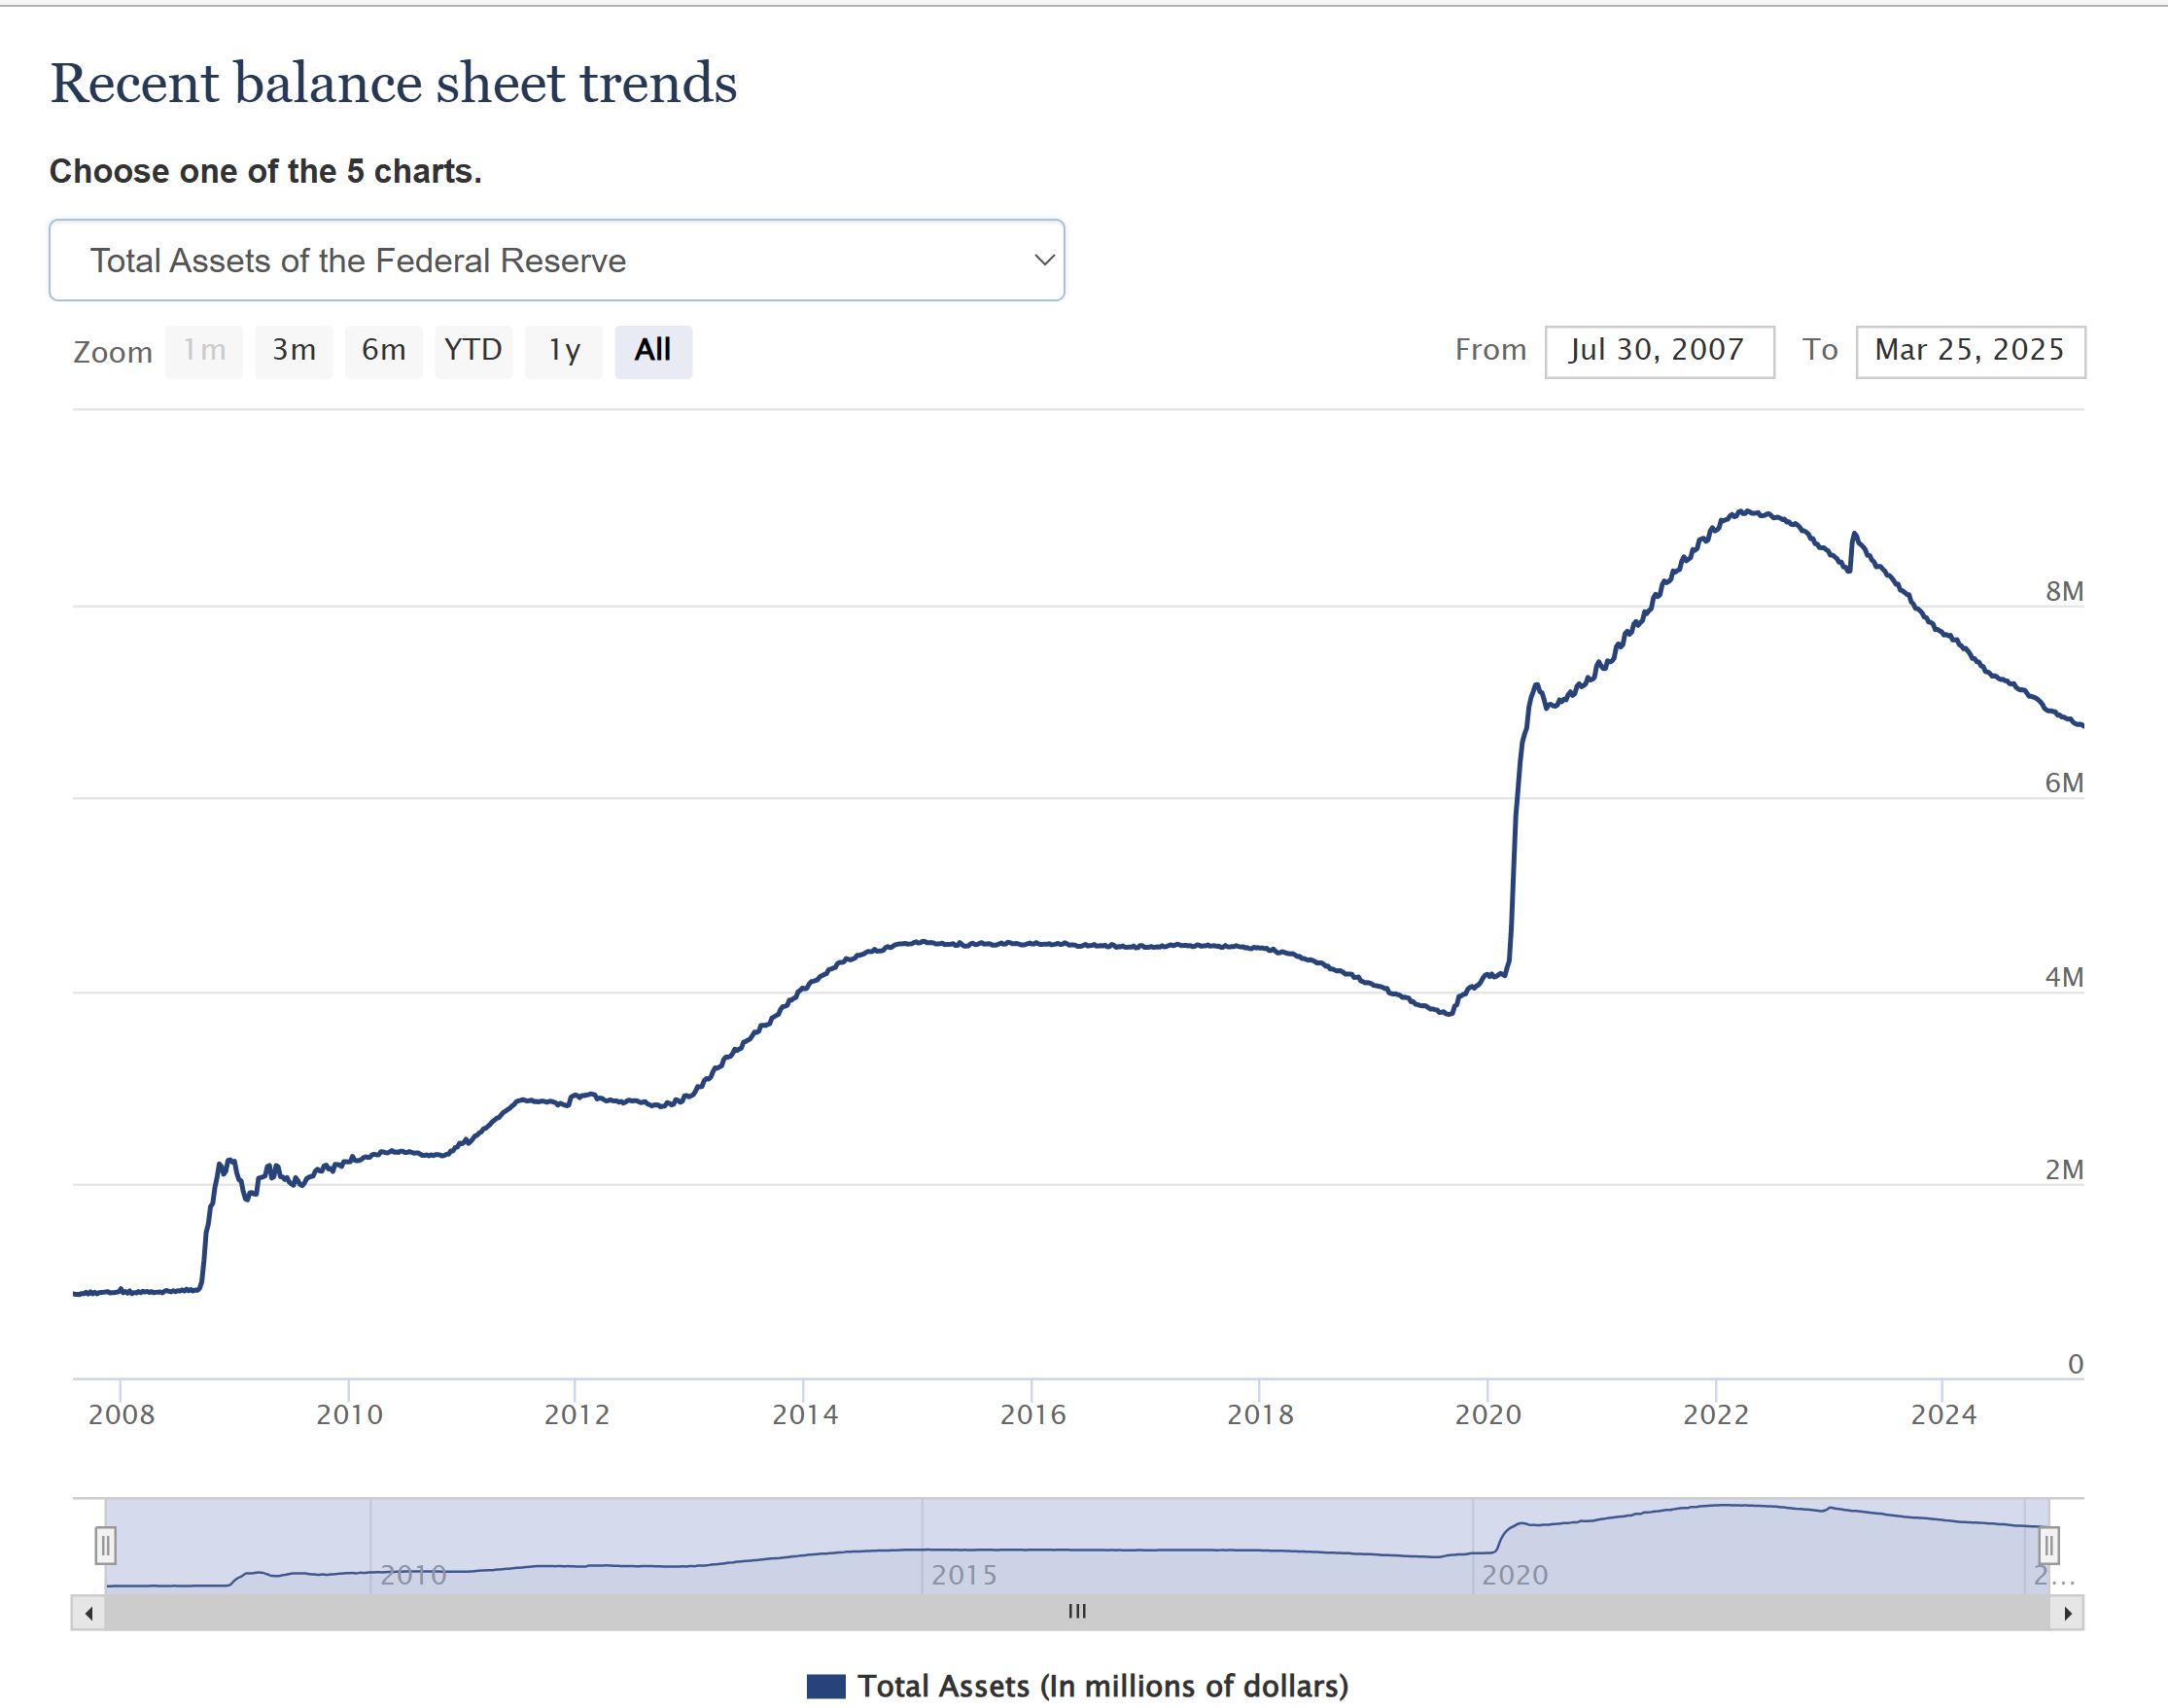 Recent balance sheet trends
Choose one of the 5 charts.
Total Assets of the Federal Reserve
Zoom 1m 3m 6m YTD 1y All From Jul 30, 2007 To Mar 25, 2025
8M
6M
4M
2M
0
2008 2010 2012 2014 2016 2018 2020 2022 2024
2010 2015 2020 2...
Total Assets (In millions of dollars)